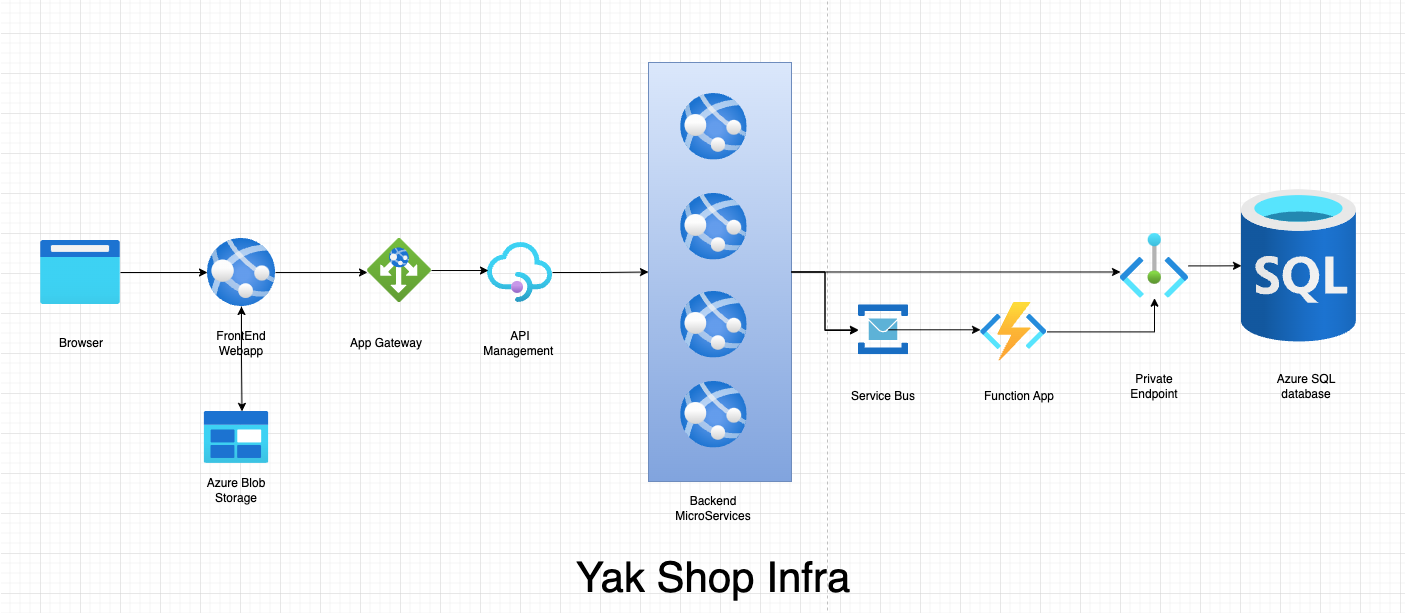 SQL
Browser
FrontEnd
Webapp
App Gateway
API
Management
Service Bus
Function App
Private
Endpoint
Azure SQL
database
Azure Blob
Storage
Backend
MicroServices
Yak Shop Infra